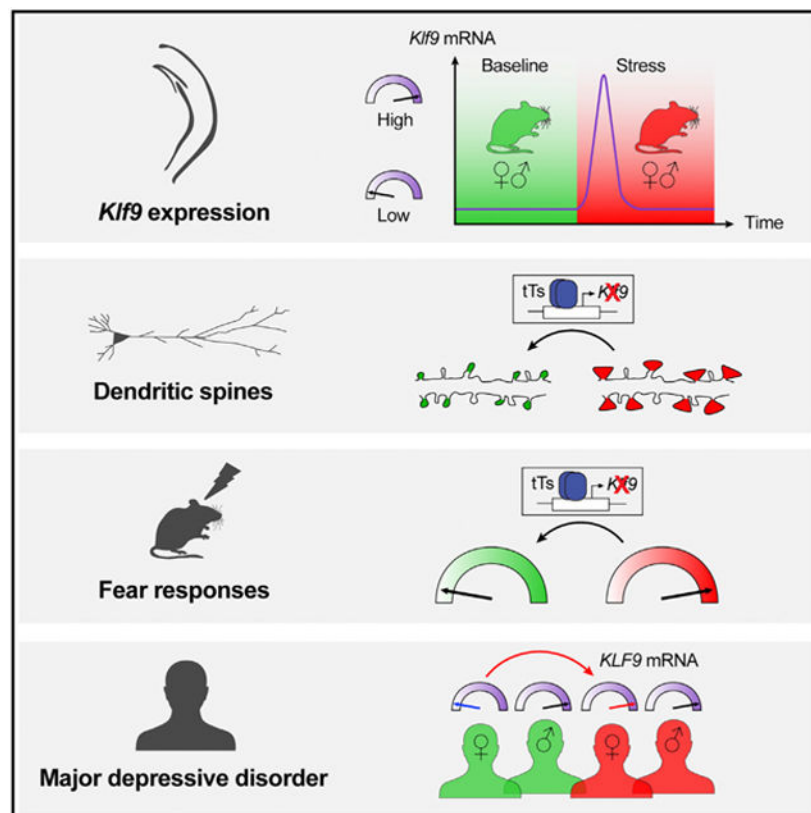 Klf9 mRNA
Baseline
Stress
High
♀♂
♀♂
Low
Klf9 expression
Time
tTs
Klf9
Dendritic spines
tTs
Klf9
Fear responses
KLF9 mRNA
♀
♂
♀
♂
Major depressive disorder